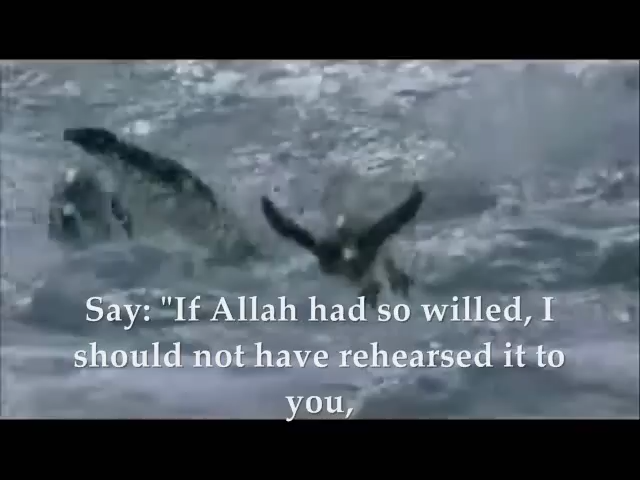 Say: "If Allah had so willed, I
should not have rehearsed it to
you,